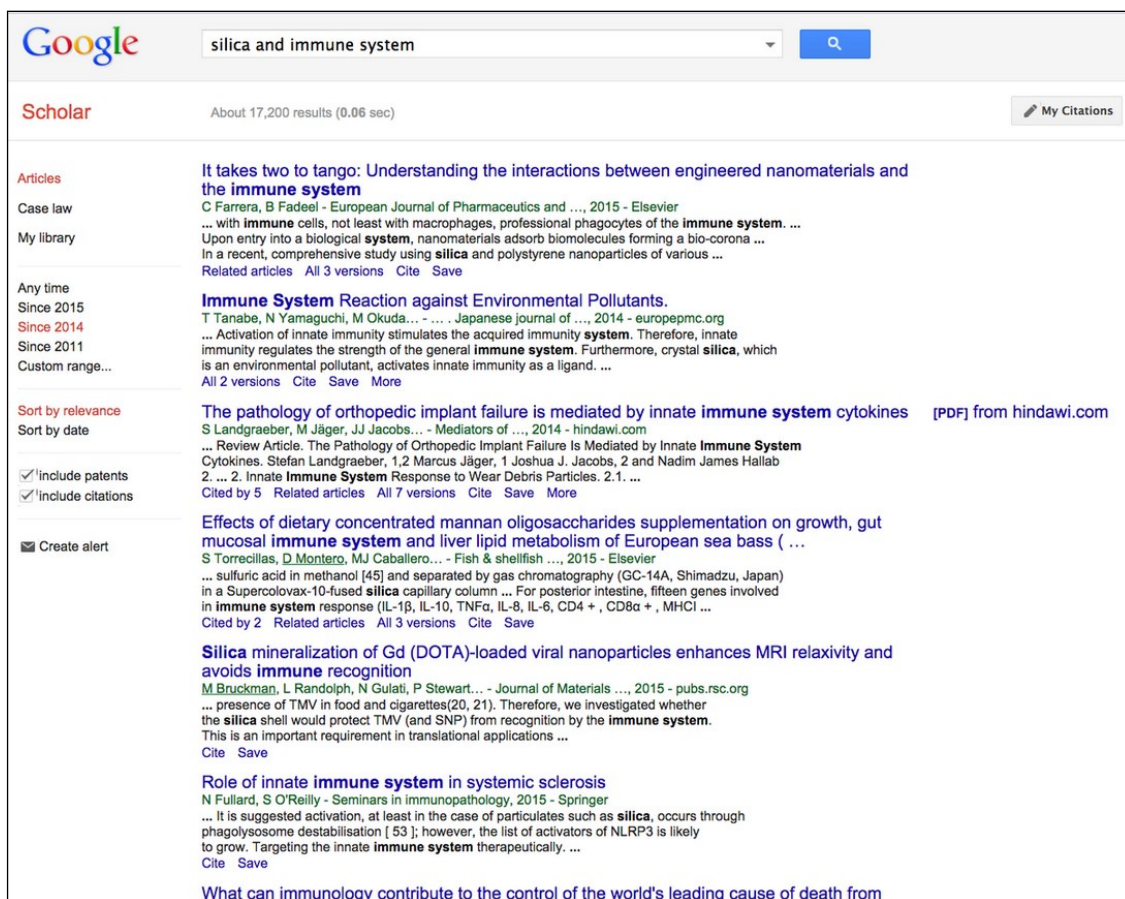 Google
silica and immune system
Scholar
About 17,200 results (0.06 sec)
My Citations
Articles
Case law
My library
Any time
Since 2015
Since 2014
Since 2011
Custom range...
Sort by relevance
Sort by date
include patents
include citations
Create alert
It takes two to tango: Understanding the interactions between engineered nanomaterials and
the immune system
C Farrera, B Fadeel - European Journal of Pharmaceutics and ..., 2015 - Elsevier
... with immune cells, not least with macrophages, professional phagocytes of the immune system. ...
Upon entry into a biological system, nanomaterials adsorb biomolecules forming a bio-corona ...
In a recent, comprehensive study using silica and polystyrene nanoparticles of various ...
Related articles All 3 versions Cite Save
Immune System Reaction against Environmental Pollutants.
T Tanabe, N Yamaguchi, M Okuda... - ... . Japanese journal of ..., 2014 - europepmc.org
... Activation of innate immunity stimulates the acquired immunity system. Therefore, innate
immunity regulates the strength of the general immune system. Furthermore, crystal silica, which
is an environmental pollutant, activates innate immunity as a ligand. ...
All 2 versions Cite Save More
The pathology of orthopedic implant failure is mediated by innate immune system cytokines
[PDF] from hindawi.com
S Landgraeber, M Jäger, JJ Jacobs... - Mediators of ..., 2014 - hindawi.com
... Review Article. The Pathology of Orthopedic Implant Failure Is Mediated by Innate Immune System
Cytokines. Stefan Landgraeber, 1,2 Marcus Jäger, 1 Joshua J. Jacobs, 2 and Nadim James Hallab
2. ... 2. Innate Immune System Response to Wear Debris Particles. 2.1. ...
Cited by 5 Related articles All 7 versions Cite Save More
Effects of dietary concentrated mannan oligosaccharides supplementation on growth, gut
mucosal immune system and liver lipid metabolism of European sea bass ( ...
S Torrecillas, D Montero, MJ Caballero... - Fish & shellfish ..., 2015 - Elsevier
... sulfuric acid in methanol [45] and separated by gas chromatography (GC-14A, Shimadzu, Japan)
in a Supercolovax-10-fused silica capillary column ... For posterior intestine, fifteen genes involved
in immune system response (IL-1β, IL-10, TNFα, IL-8, IL-6, CD4 + , CD8α + , MHCI ...
Cited by 2 Related articles All 3 versions Cite Save
Silica mineralization of Gd (DOTA)-loaded viral nanoparticles enhances MRI relaxivity and
avoids immune recognition
M Bruckman, L Randolph, N Gulati, P Stewart... - Journal of Materials ..., 2015 - pubs.rsc.org
... presence of TMV in food and cigarettes(20, 21). Therefore, we investigated whether
the silica shell would protect TMV (and SNP) from recognition by the immune system.
This is an important requirement in translational applications ...
Cite Save
Role of innate immune system in systemic sclerosis
N Fullard, S O'Reilly - Seminars in immunopathology, 2015 - Springer
... It is suggested activation, at least in the case of particulates such as silica, occurs through
phagolysosome destabilisation [ 53 ]; however, the list of activators of NLRP3 is likely
to grow. Targeting the innate immune system therapeutically. ...
Cite Save
What can immunology contribute to the control of the world's leading cause of death from